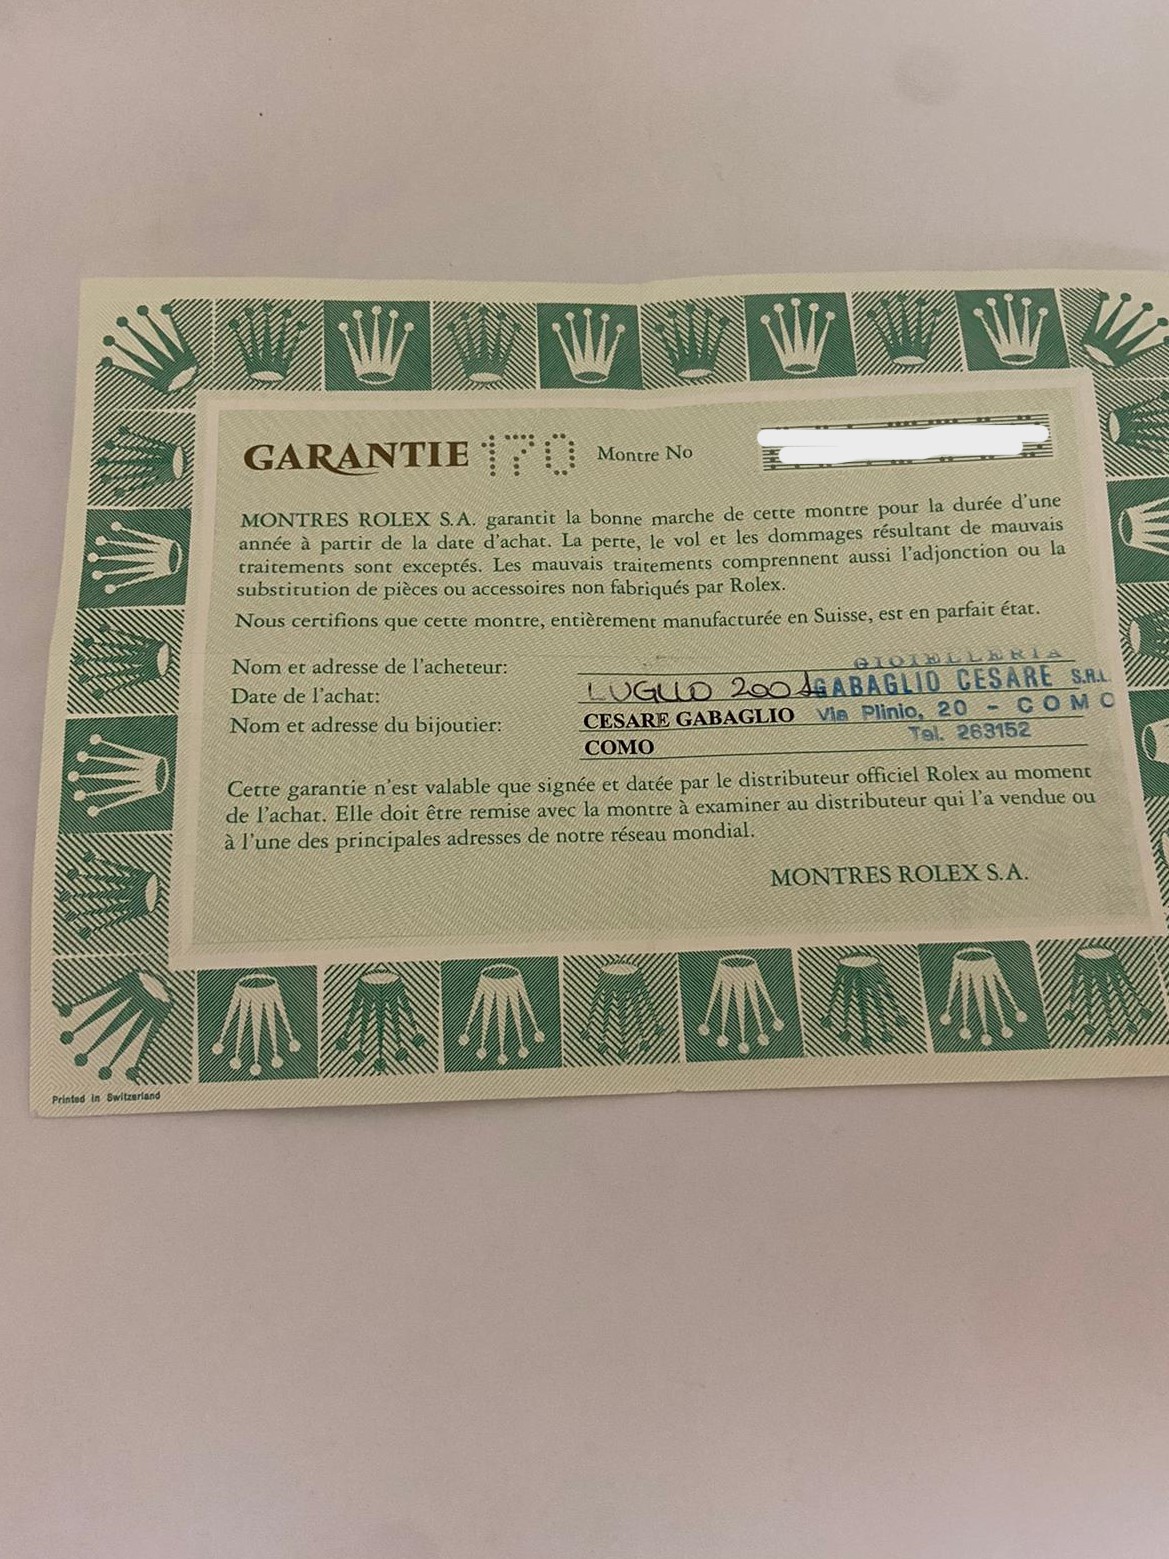 GARANTIE 170 Montre No
MONTRES ROLEX S.A. garantit la bonne marche de cette montre pour la durée d'une
année à partir de la date d'achat. La perte, le vol et les dommages résultant de mauvais
traitements sont exceptés. Les mauvais traitements comprennent aussi l'adjonction ou la
substitution de pièces ou accessoires non fabriqués par Rolex.
Nous certifions que cette montre, entièrement manufacturée en Suisse, est en parfait état.
Nom et adresse de l'acheteur:
GIOIELLERIA
Date de l'achat: LUGLIO 2001
GABAGLIO CESARE S.R.L.
Nom et adresse du bijoutier: CESARE GABAGLIO
Via Plinio, 20 - COMO
COMO
Tel. 263152
Cette garantie n'est valable que signée et datée par le distributeur officiel Rolex au moment
de l'achat. Elle doit être remise avec la montre à examiner au distributeur qui l'a vendue ou
à l'une des principales adresses de notre réseau mondial.
MONTRES ROLEX S.A.
Printed in Switzerland